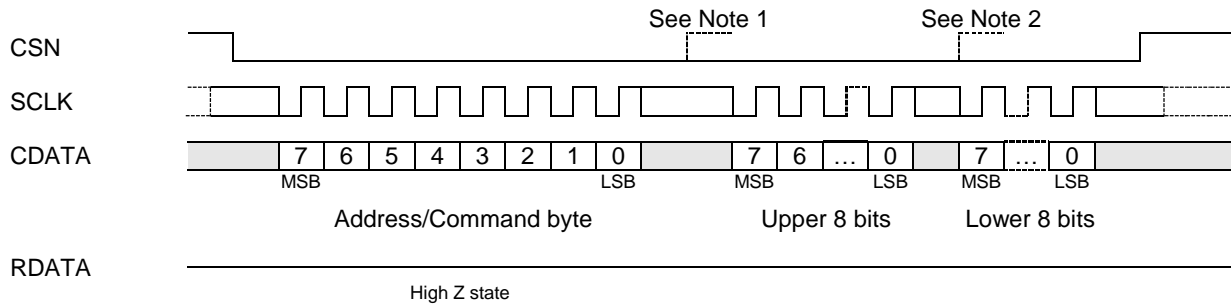 See Note 1 See Note 2
CSN
SCLK
CDATA 7 6 5 4 3 2 1 0 7 6 … 0 7 … 0
MSB LSB MSB LSB MSB LSB
Address/Command byte Upper 8 bits Lower 8 bits
RDATA
High Z state